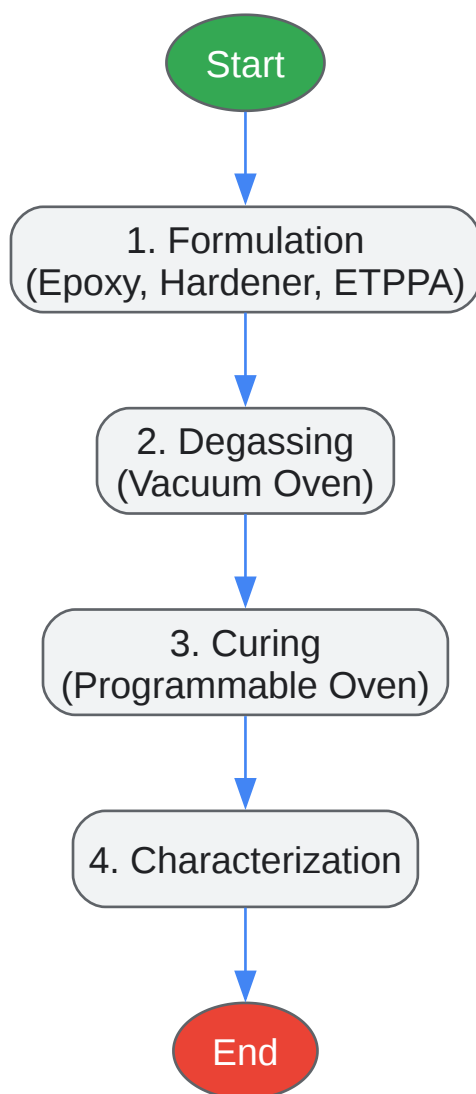 Start
1. Formulation
(Epoxy, Hardener, ETPPA)
2. Degassing
(Vacuum Oven)
3. Curing
(Programmable Oven)
4. Characterization
End